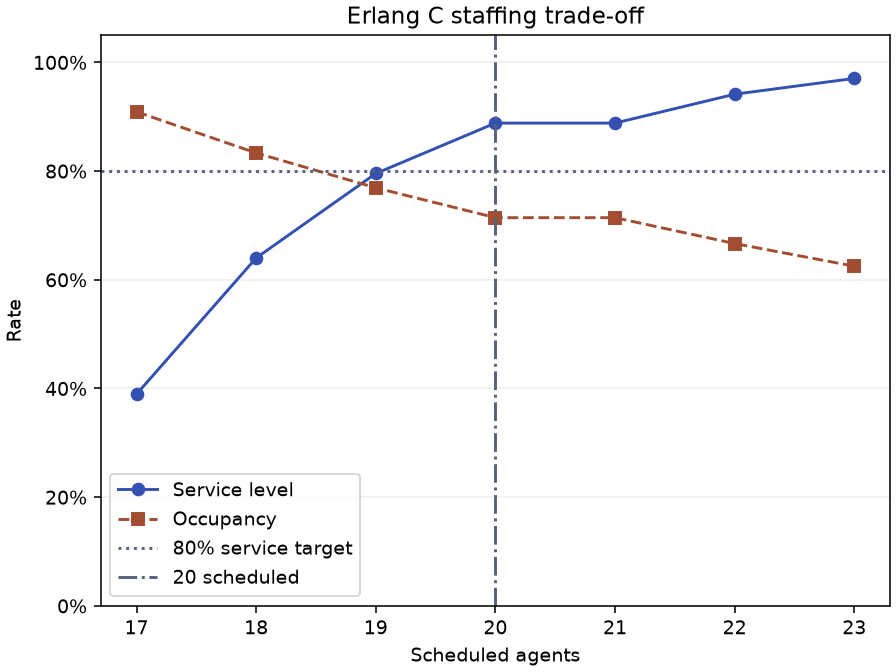 Erlang C staffing trade-off
100%
80%
60%
40%
20%
0%
Rate
Service level
Occupancy
80% service target
20 scheduled
17 18 19 20 21 22 23
Scheduled agents